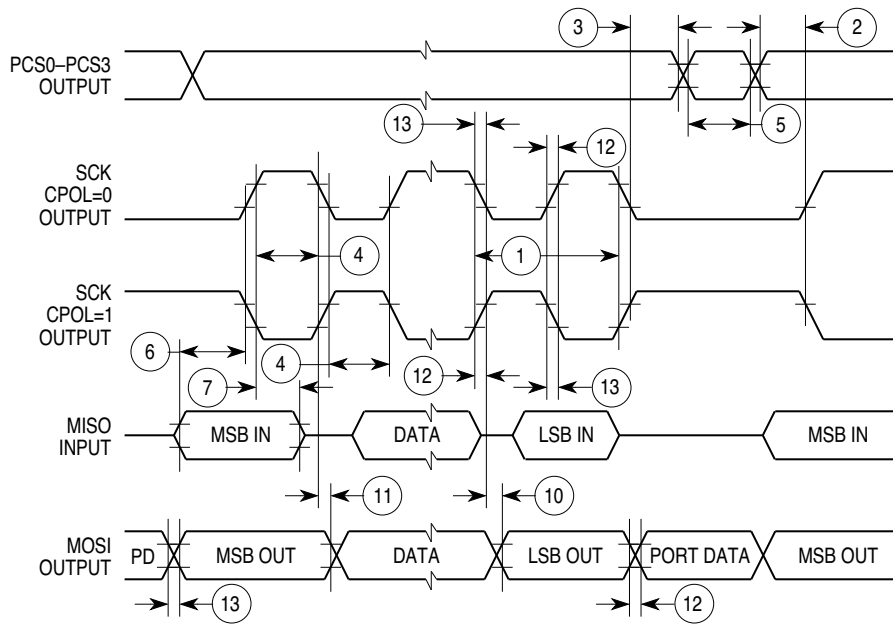 3
2
PCS0–PCS3
OUTPUT
5
13
12
SCK
CPOL=0
OUTPUT
4
1
SCK
CPOL=1
OUTPUT
6
4
7
12
13
MISO
INPUT
MSB IN
DATA
LSB IN
MSB IN
11
10
MOSI
OUTPUT
PD
MSB OUT
DATA
LSB OUT
PORT DATA
MSB OUT
13
12